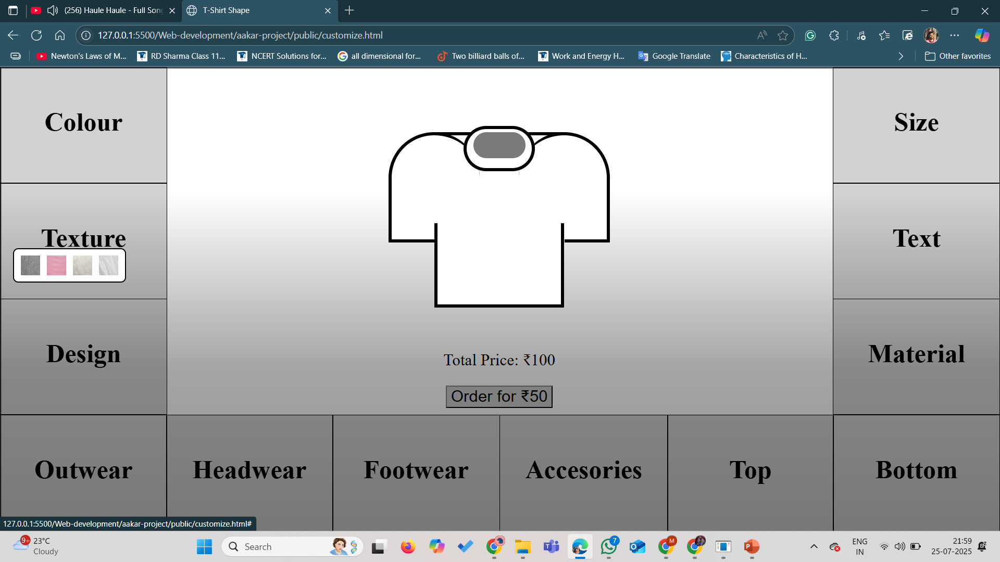 (256) Haule Haule - Full Song
T-Shirt Shape
127.0.0.1:5500/Web-development/aakar-project/public/customize.html
Newton's Laws of M...
RD Sharma Class 11...
NCERT Solutions for...
all dimensional for...
Two billiard balls of...
Work and Energy H...
Google Translate
Characteristics of H...
Other favorites
Colour
Size
Texture
Text
Design
Material
Total Price: ₹100
Order for ₹50
Outwear
Headwear
Footwear
Accesories
Top
Bottom
127.0.0.1:5500/Web-development/aakar-project/public/customize.html#
9+
23°C
Cloudy
Search
7
M
ENG
IN
21:59
25-07-2025